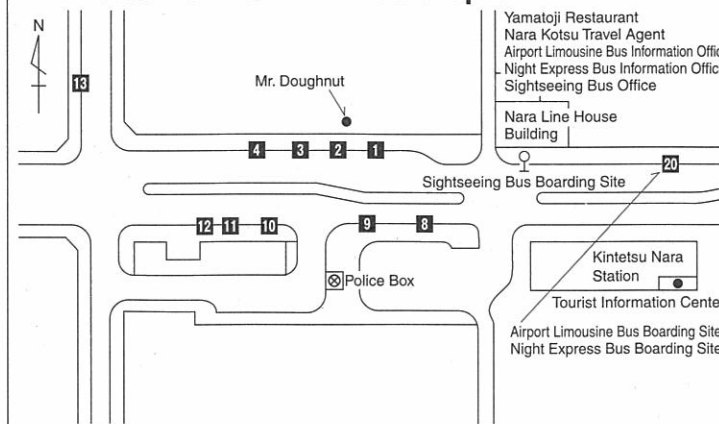 N
Yamatoji Restaurant
Nara Kotsu Travel Agent
Airport Limousine Bus Information Offic
Night Express Bus Information Offic
Sightseeing Bus Office
13
Mr. Doughnut
Nara Line House
Building
4
3
2
1
20
Sightseeing Bus Boarding Site
12
11
10
9
8
Kintetsu Nara
Station
Police Box
Tourist Information Cente
Airport Limousine Bus Boarding Site
Night Express Bus Boarding Site